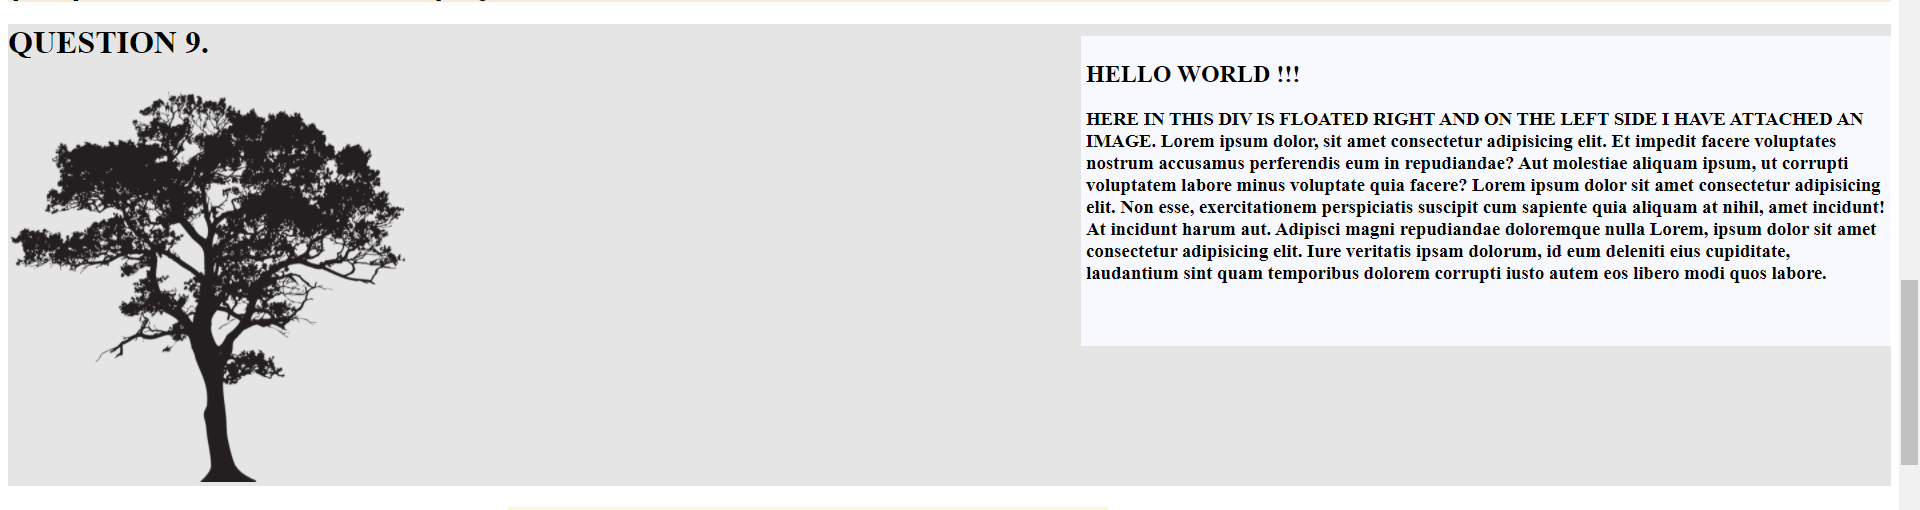 QUESTION 9.
HELLO WORLD !!!
HERE IN THIS DIV IS FLOATED RIGHT AND ON THE LEFT SIDE I HAVE ATTACHED AN
IMAGE. Lorem ipsum dolor, sit amet consectetur adipisicing elit. Et impedit facere voluptates
nostrum accusamus perferendis eum in repudiandae? Aut molestiae aliquam ipsum, ut corrupti
voluptatem labore minus voluptate quia facere? Lorem ipsum dolor sit amet consectetur adipisicing
elit. Non esse, exercitationem perspiciatis suscipit cum sapiente quia aliquam at nihil, amet incidunt!
At incidunt harum aut. Adipisci magni repudiandae doloremque nulla Lorem, ipsum dolor sit amet
consectetur adipisicing elit. Iure veritatis ipsam dolorum, id eum deleniti eius cupiditate,
laudantium sint quam temporibus dolorem corrupti iusto autem eos libero modi quos labore.